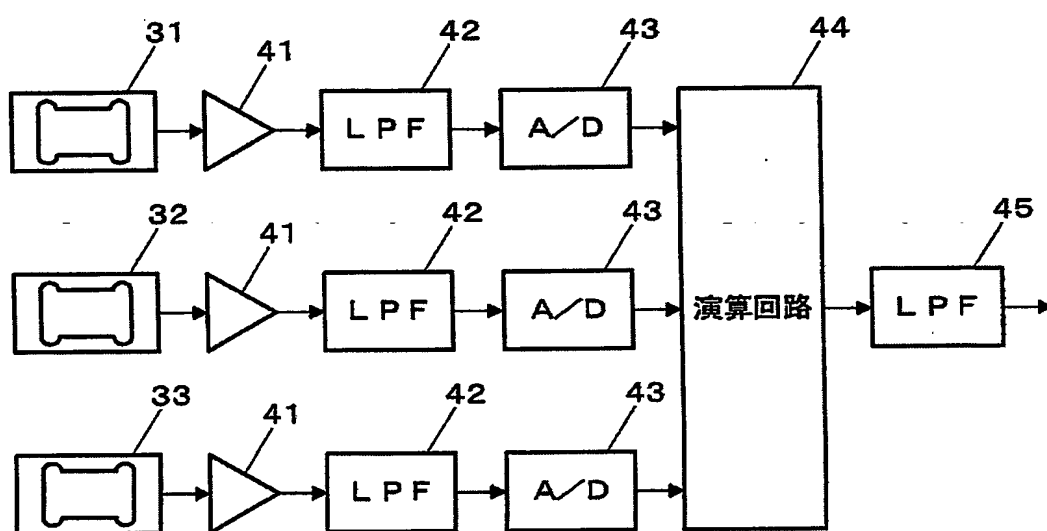 31 41 42 43 44
LPF A/D
32 41 42 43 45
LPF A/D 演算回路 LPF
33 41 42 43
LPF A/D